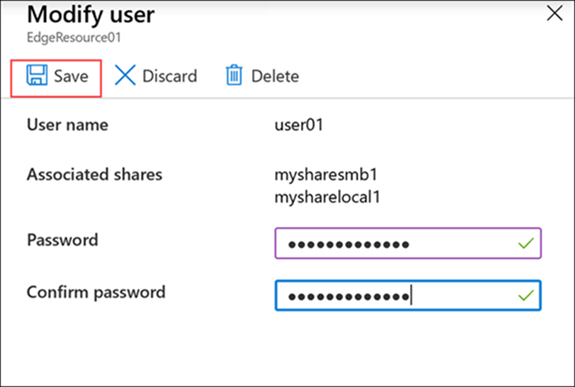 Modify user
EdgeResource01
Save Discard Delete
User name user01
Associated shares mysharesmb1
mysharelocal1
Password •••••••••••••
Confirm password •••••••••••••